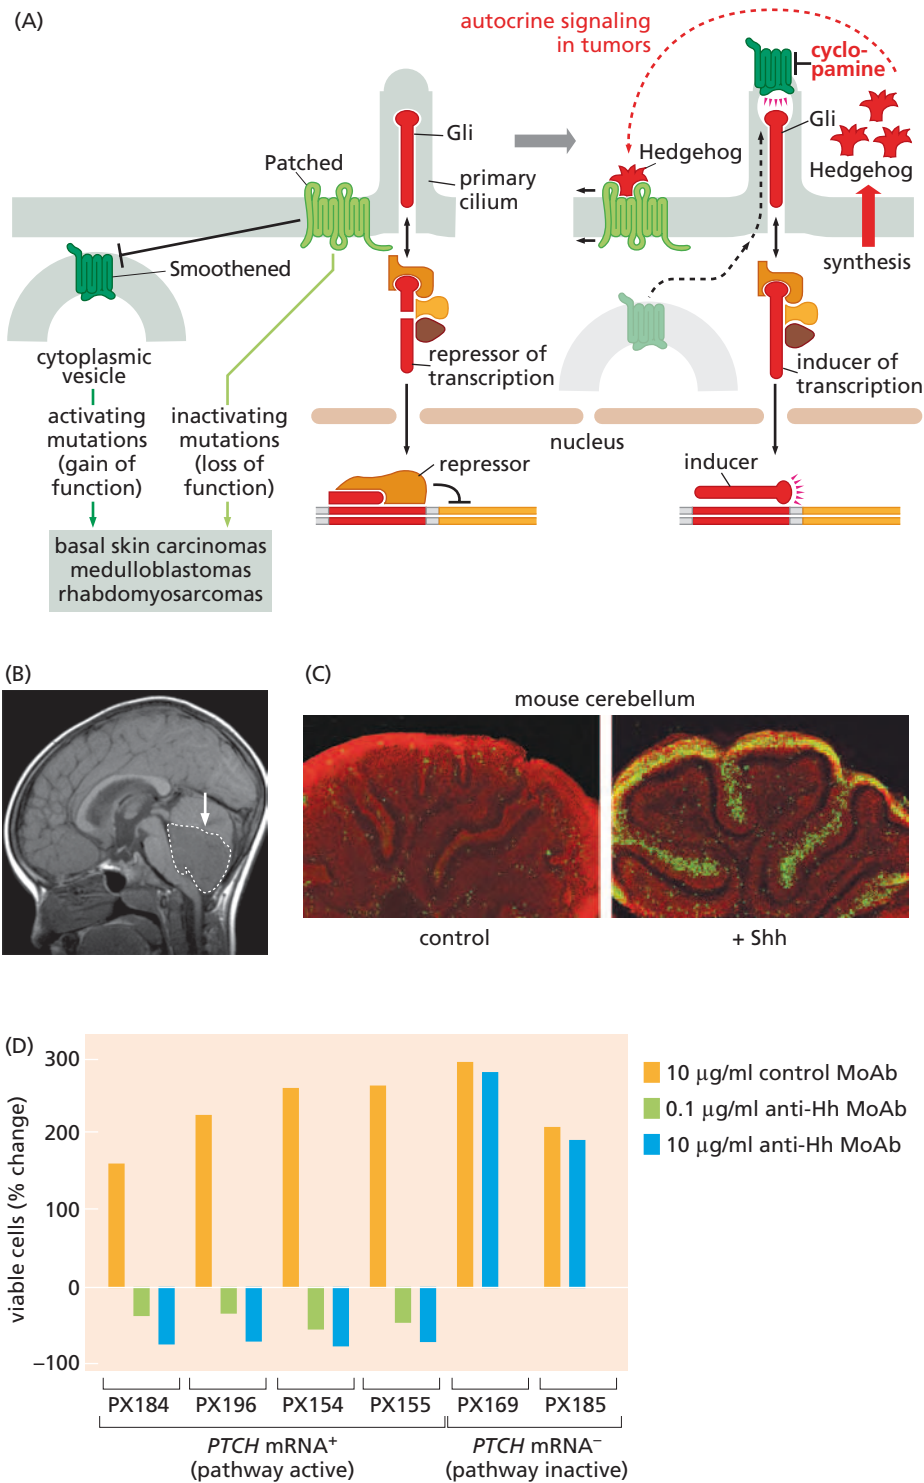 (A)
autocrine signaling
in tumors
cyclo-
pamine
Gli
Gli
Patched
Hedgehog
primary
cilium
Hedgehog
Smoothened
synthesis
cytoplasmic
vesicle
repressor of
transcription
inducer of
transcription
activating
mutations
(gain of
function)
inactivating
mutations
(loss of
function)
nucleus
repressor
inducer
basal skin carcinomas
medulloblastomas
rhabdomyosarcomas
(B)
(C)
mouse cerebellum
control
+ Shh
(D)
viable cells (% change)
300
200
100
0
−100
10 μg/ml control MoAb
0.1 μg/ml anti-Hh MoAb
10 μg/ml anti-Hh MoAb
PX184
PX196
PX154
PX155
PX169
PX185
PTCH mRNA⁺
(pathway active)
PTCH mRNA⁻
(pathway inactive)